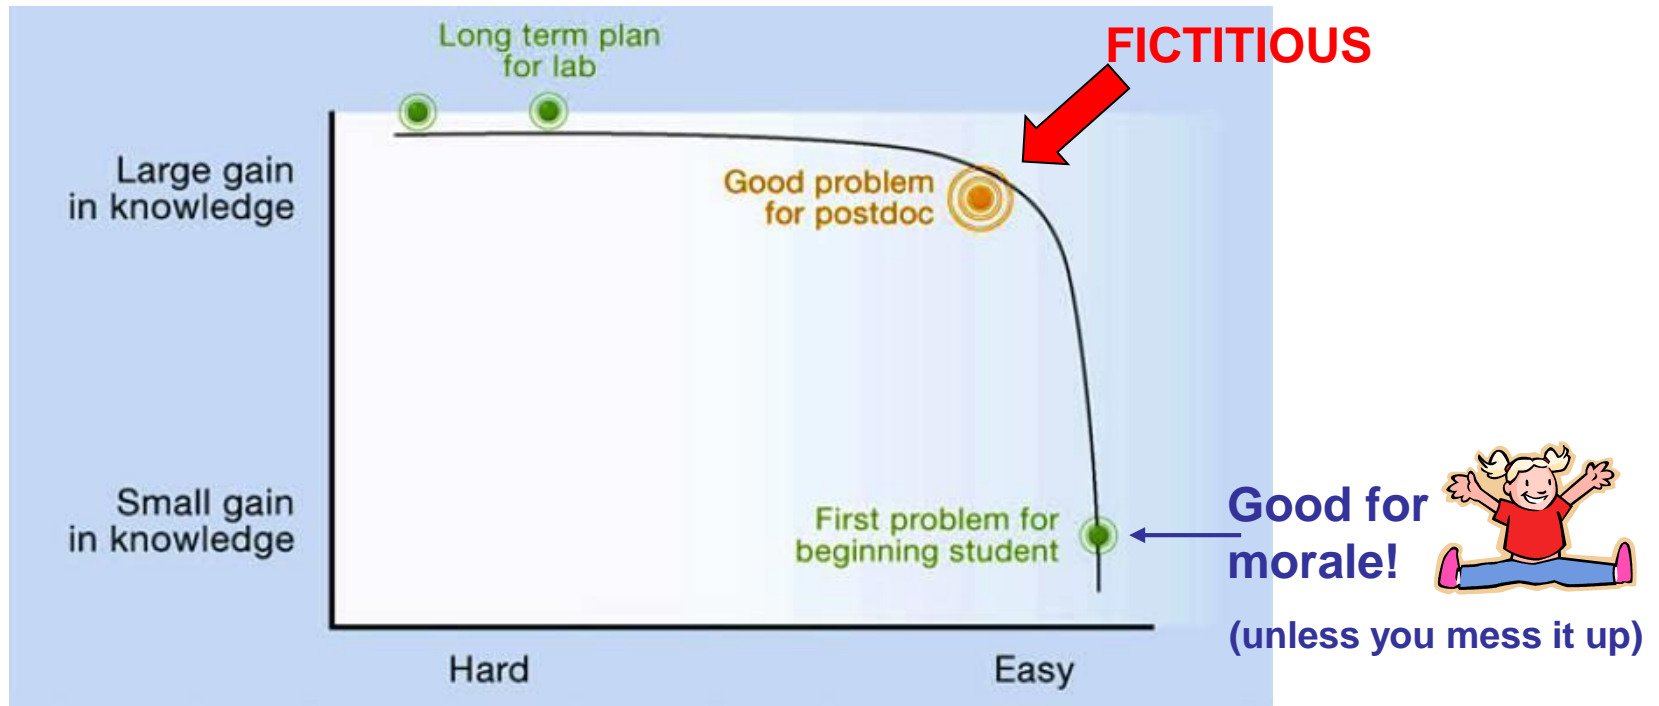 Long term plan
for lab
FICTITIOUS
Large gain
in knowledge
Good problem
for postdoc
Small gain
in knowledge
First problem for
beginning student
Good for
morale!
(unless you mess it up)
Hard
Easy